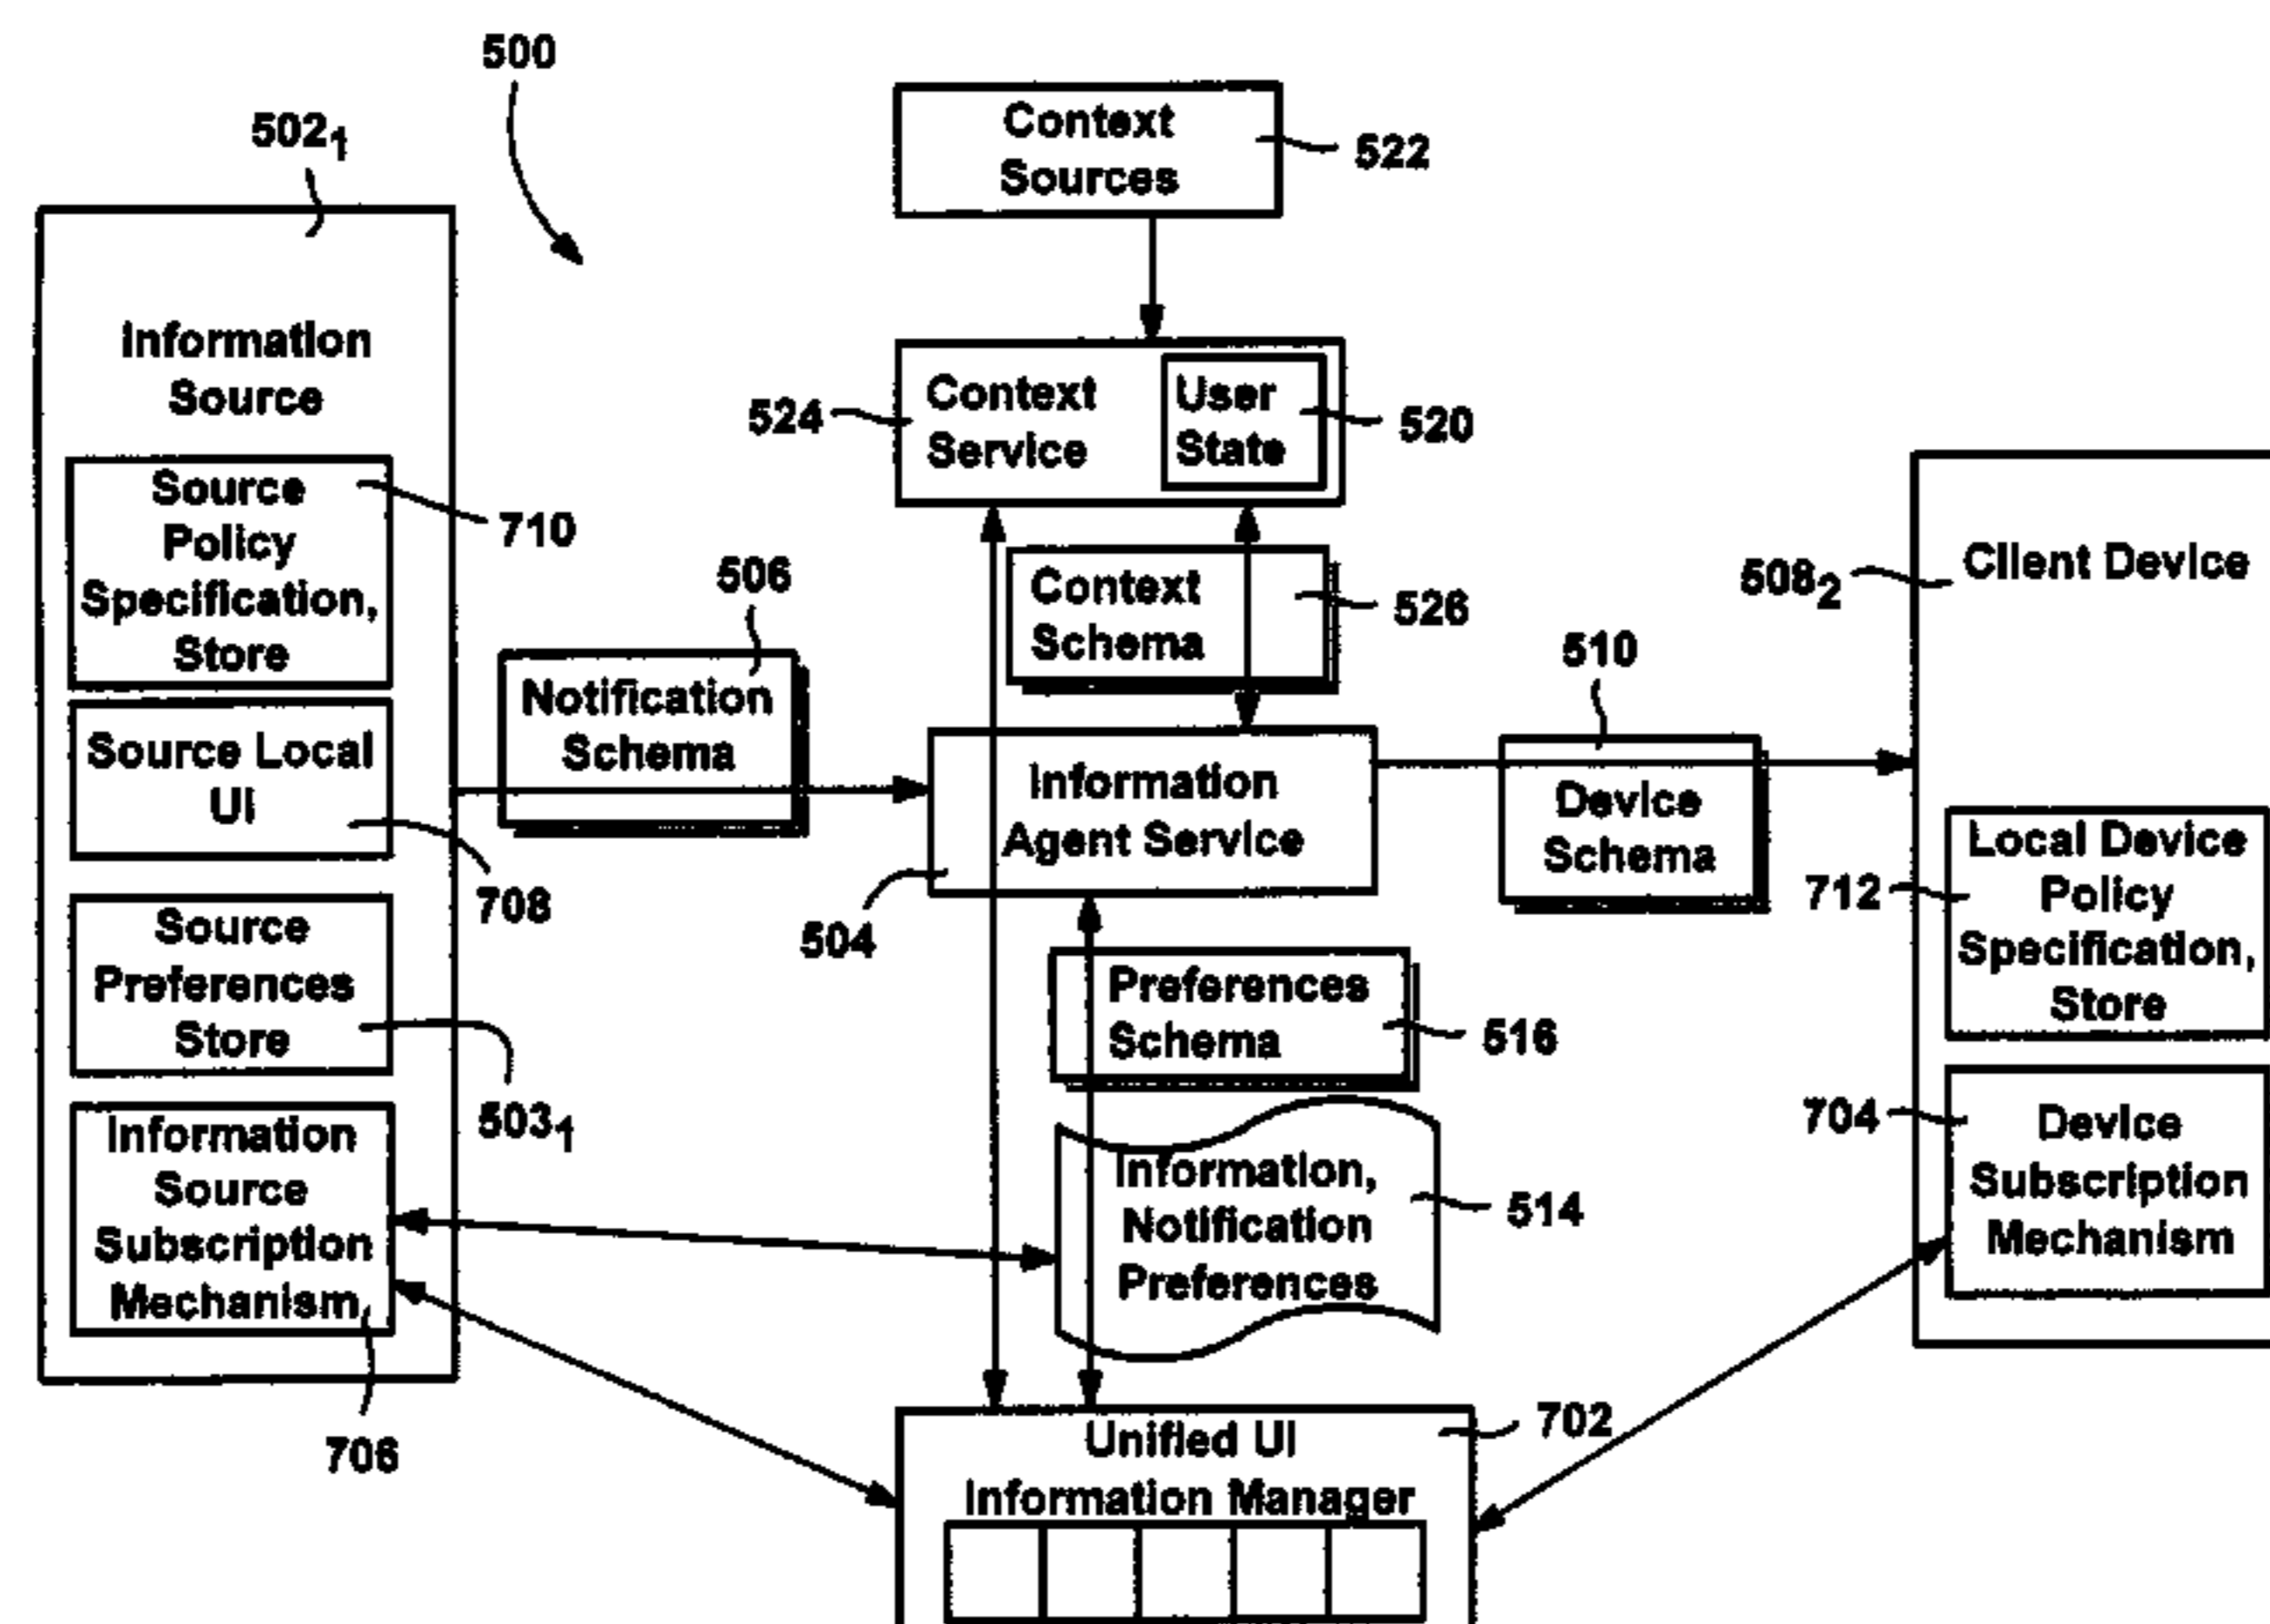 500
502₁
Context
Sources
522
Information
Source
524
Context
Service
User
State
520
Source
Policy
Specification,
Store
710
506
Notification
Schema
Context
Schema
526
508₂
Client Device
510
Source Local
UI
708
Information
Agent Service
504
Device
Schema
712
Local Device
Policy
Specification,
Store
Source
Preferences
Store
503₁
Preferences
Schema
516
Information
Source
Subscription
Mechanism
706
Information,
Notification
Preferences
514
704
Device
Subscription
Mechanism
702
Unified UI
Information Manager